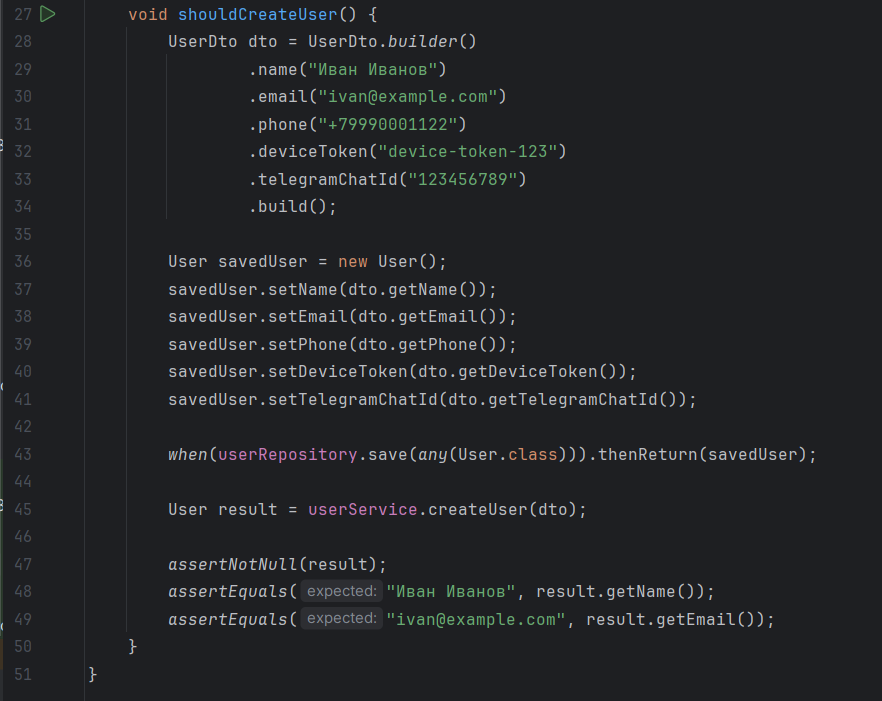 27 void shouldCreateUser() {
28 UserDto dto = UserDto.builder()
29 .name("Иван Иванов")
30 .email("ivan@example.com")
31 .phone("+79990001122")
32 .deviceToken("device-token-123")
33 .telegramChatId("123456789")
34 .build();
35
36 User savedUser = new User();
37 savedUser.setName(dto.getName());
38 savedUser.setEmail(dto.getEmail());
39 savedUser.setPhone(dto.getPhone());
40 savedUser.setDeviceToken(dto.getDeviceToken());
41 savedUser.setTelegramChatId(dto.getTelegramChatId());
42
43 when(userRepository.save(any(User.class))).thenReturn(savedUser);
44
45 User result = userService.createUser(dto);
46
47 assertNotNull(result);
48 assertEquals( expected: "Иван Иванов", result.getName());
49 assertEquals( expected: "ivan@example.com", result.getEmail());
50 }
51 }